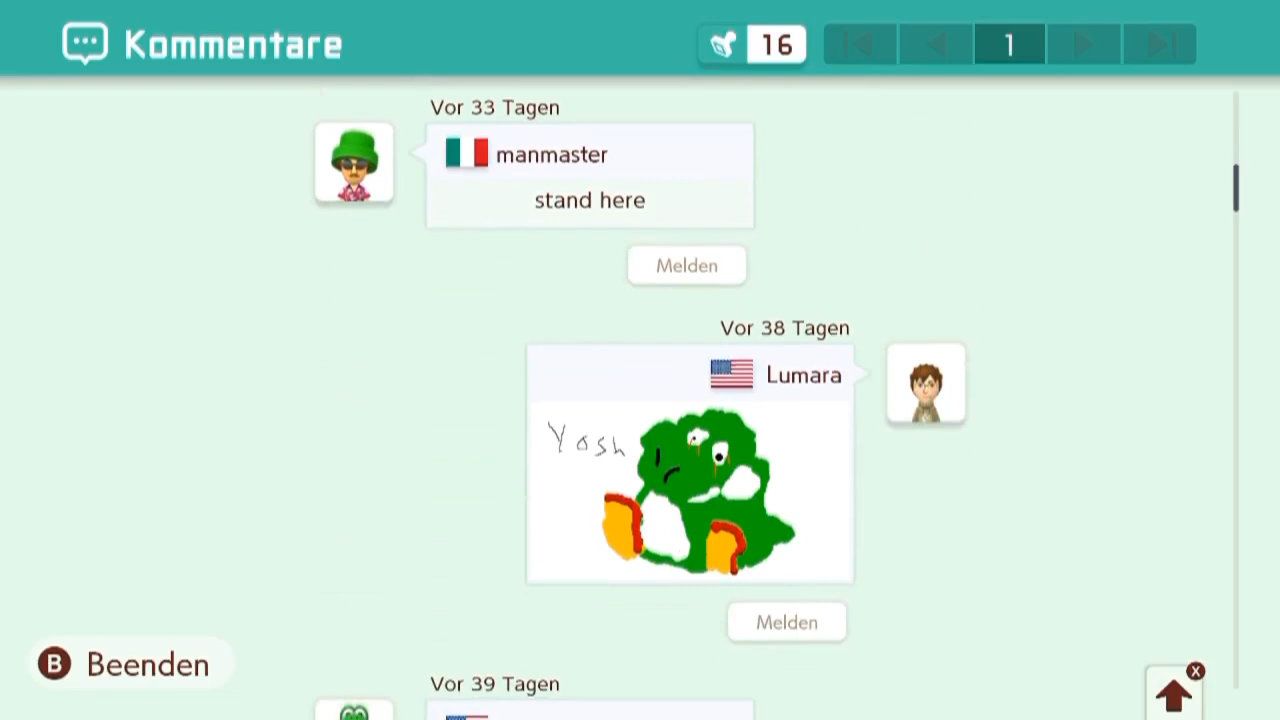 Kommentare
16
1
Vor 33 Tagen
manmaster
stand here
Melden
Vor 38 Tagen
Lumara
Yosh
Melden
B Beenden
Vor 39 Tagen
X